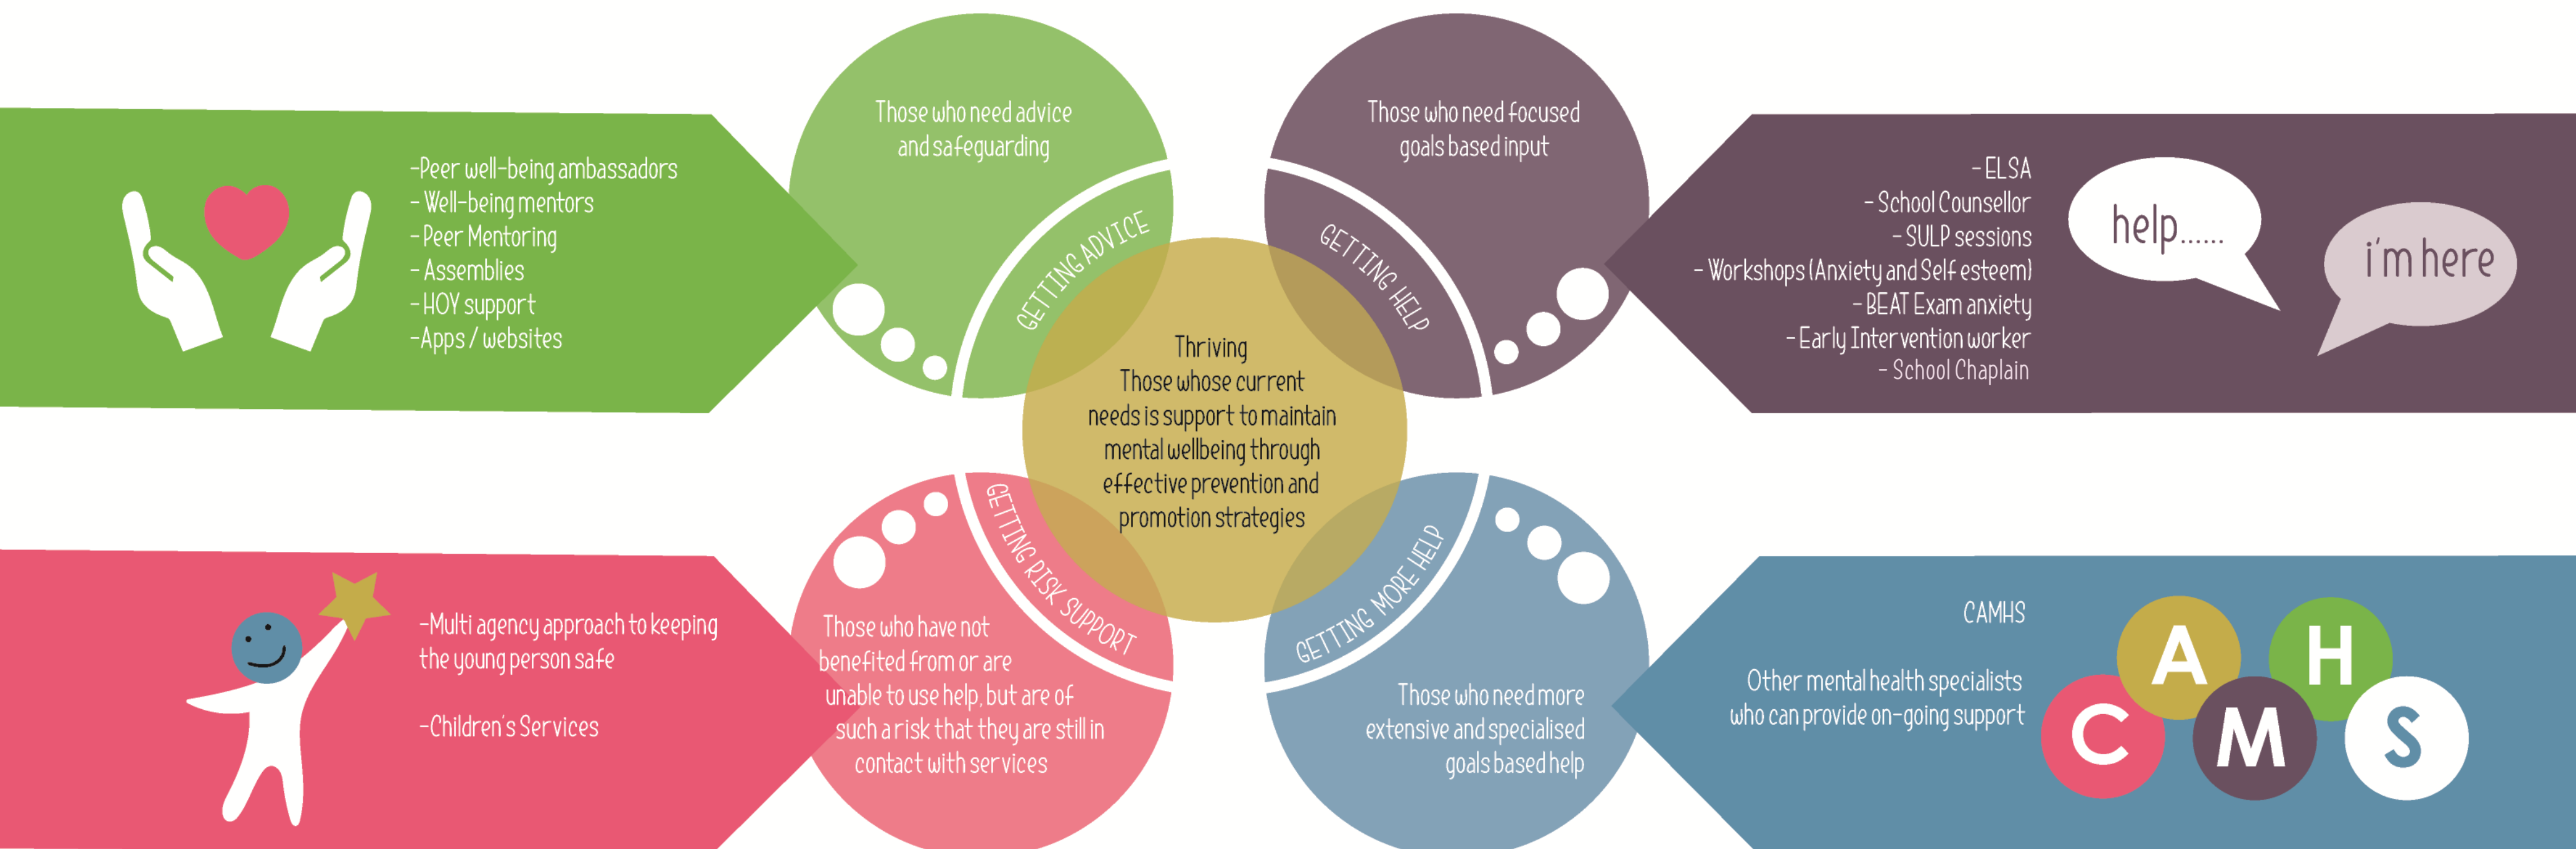 -Peer well-being ambassadors
- Well-being mentors
- Peer Mentoring
- Assemblies
- HOY support
-Apps / websites
Those who need advice
and safeguarding
GETTING ADVICE
Those who need focused
goals based input
GETTING HELP
- ELSA
- School Counsellor
- SULP sessions
- Workshops (Anxiety and Self esteem)
- BEAT Exam anxiety
- Early Intervention worker
- School Chaplain
help......
i'm here
Thriving
Those whose current
needs is support to maintain
mental wellbeing through
effective prevention and
promotion strategies
-Multi agency approach to keeping
the young person safe
-Children's Services
GETTING RISK SUPPORT
Those who have not
benefited from or are
unable to use help, but are of
such a risk that they are still in
contact with services
GETTING MORE HELP
Those who need more
extensive and specialised
goals based help
CAMHS
Other mental health specialists
who can provide on-going support
C A M H S